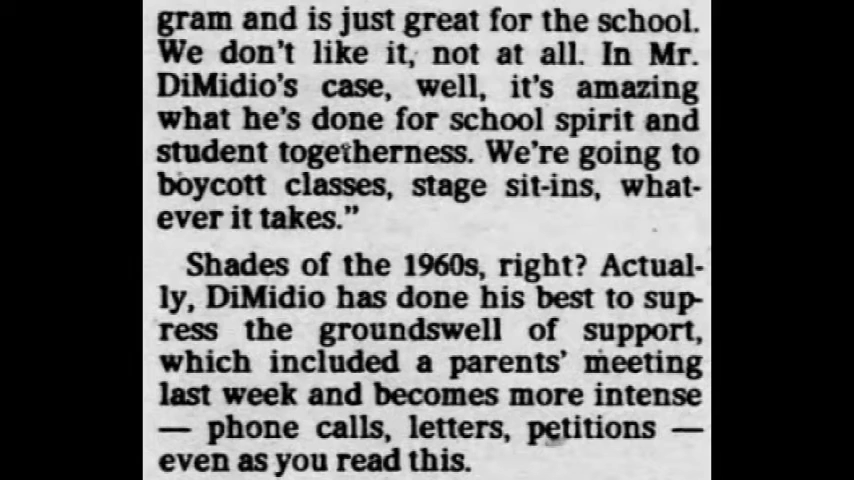 gram and is just great for the school.
We don't like it, not at all. In Mr.
DiMidio's case, well, it's amazing
what he's done for school spirit and
student togetherness. We're going to
boycott classes, stage sit-ins, what-
ever it takes."
Shades of the 1960s, right? Actual-
ly, DiMidio has done his best to sup-
ress the groundswell of support,
which included a parents' meeting
last week and becomes more intense
— phone calls, letters, petitions —
even as you read this.